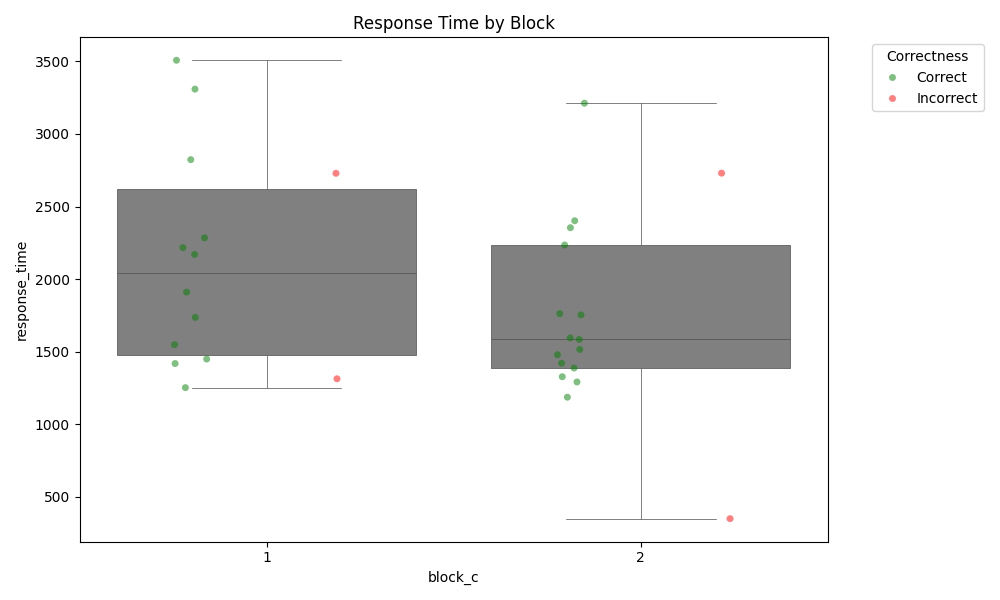 Response Time by Block
Correctness
Correct
Incorrect
response_time
3500
3000
2500
2000
1500
1000
500
1
2
block_c